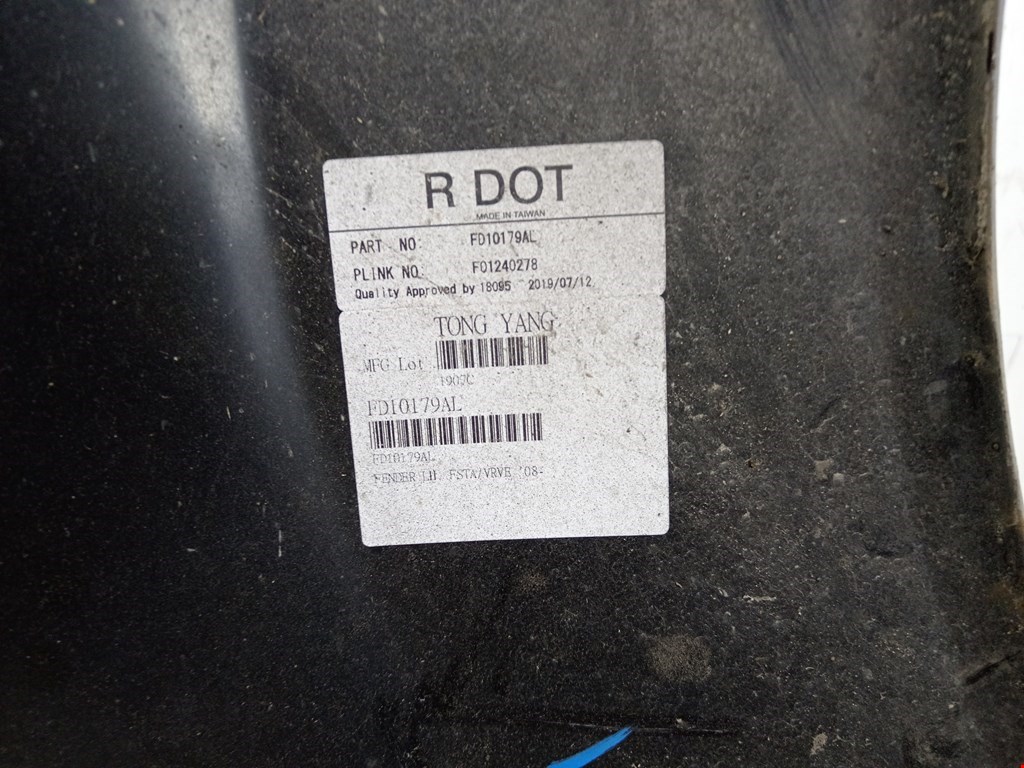 R DOT
MADE IN TAIWAN
PART NO: FD10179AL
PLINK NO: F01240278
Quality Approved by 18095 2019/07/12
TONG YANG
MFG Lot
1907C
FD10179AL
FD10179AL
FENDER LH. FSTA/VRVE '08-